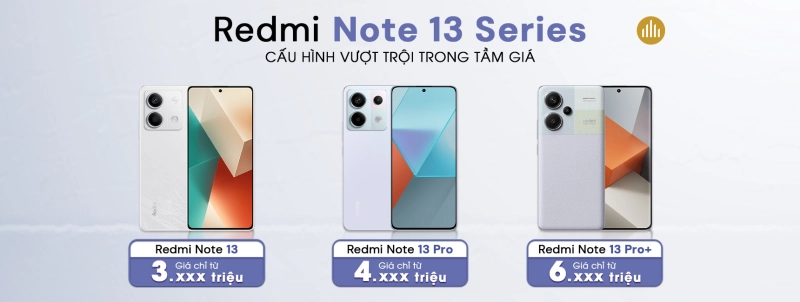 Redmi Note 13 Series
CẤU HÌNH VƯỢT TRỘI TRONG TẦM GIÁ
Redmi Note 13
Giá chỉ từ
3.xxx triệu
Redmi Note 13 Pro
Giá chỉ từ
4.xxx triệu
Redmi Note 13 Pro+
Giá chỉ từ
6.xxx triệu